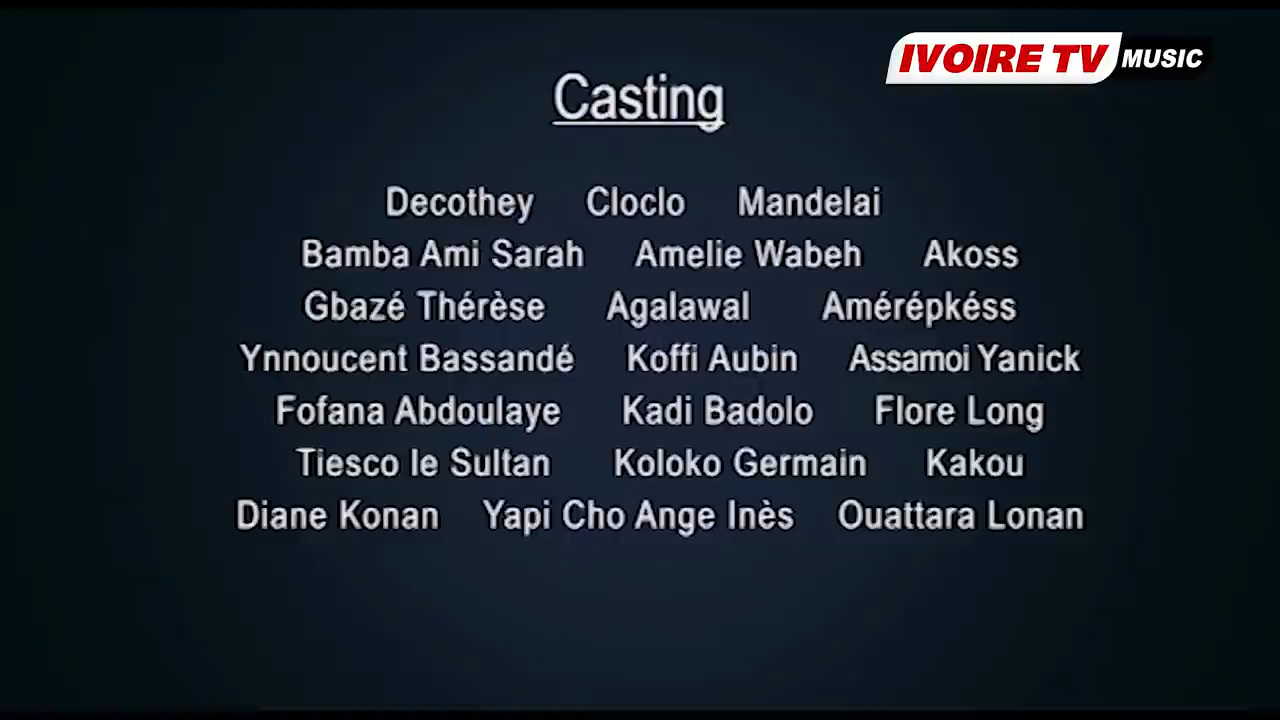 IVOIRE TV MUSIC
Casting
Decothey Cloclo Mandelai
Bamba Ami Sarah Amelie Wabeh Akoss
Gbazé Thérèse Agalawal Amérépkéss
Ynnoucent Bassandé Koffi Aubin Assamoi Yanick
Fofana Abdoulaye Kadi Badolo Flore Long
Tiesco le Sultan Koloko Germain Kakou
Diane Konan Yapi Cho Ange Inès Ouattara Lonan